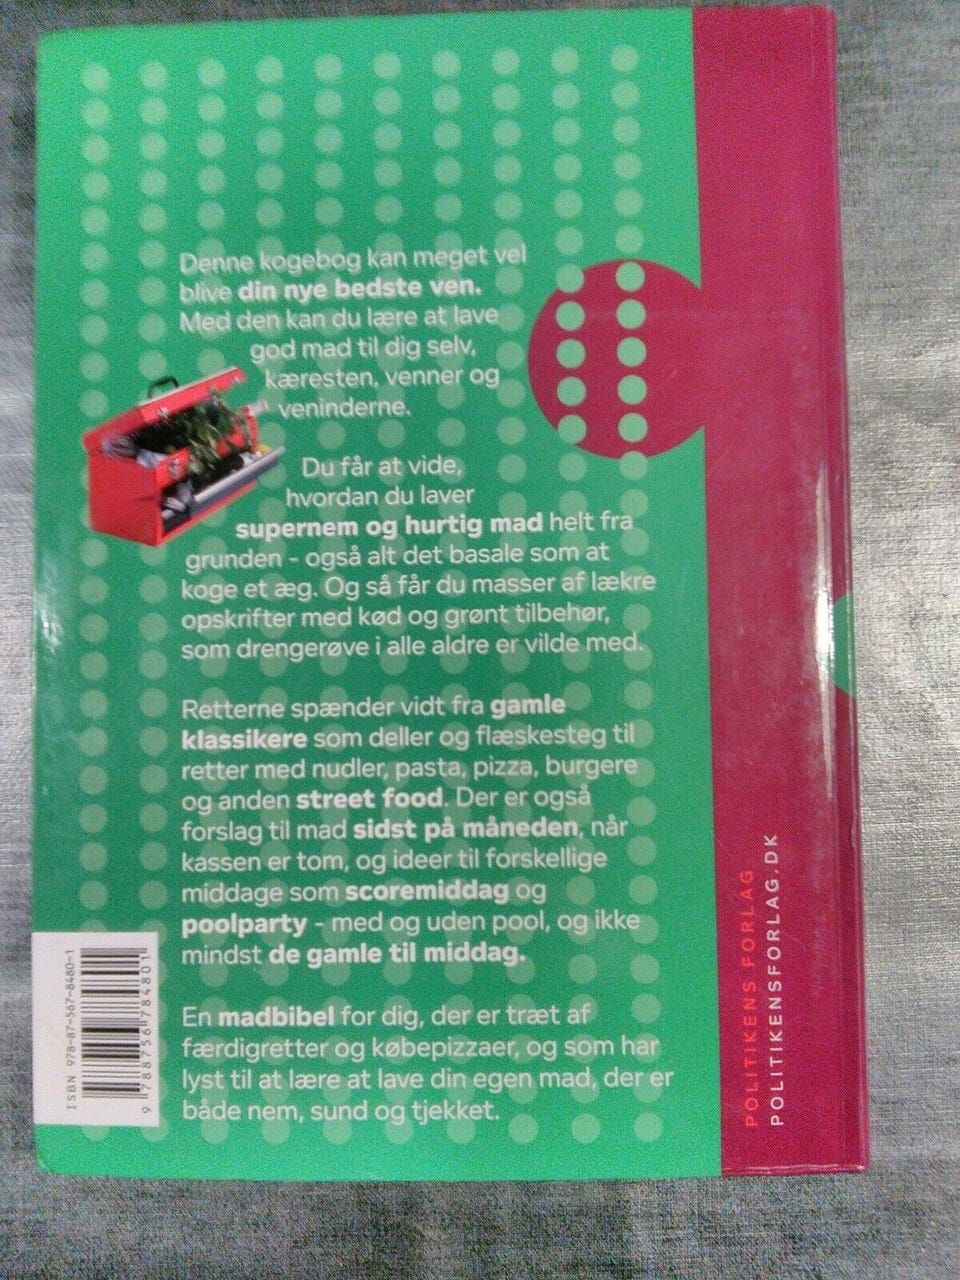 Denne kogebog kan meget vel
blive din nye bedste ven.
Med den kan du lære at lave
god mad til dig selv,
kæresten, venner og
veninderne.
Du får at vide,
hvordan du laver
supernem og hurtig mad helt fra
grunden - også alt det basale som at
koge et æg. Og så får du masser af lækre
opskrifter med kød og grønt tilbehør,
som drengerøve i alle aldre er vilde med.
Retterne spænder vidt fra gamle
klassikere som deller og flæskesteg til
retter med nudler, pasta, pizza, burgere
og anden street food. Der er også
forslag til mad sidst på måneden, når
kassen er tom, og ideer til forskellige
middage som scoremiddag og
poolparty - med og uden pool, og ikke
mindst de gamle til middag.
En madbibel for dig, der er træt af
færdigretter og købepizzaer, og som har
lyst til at lære at lave din egen mad, der er
både nem, sund og tjekket.
ISBN 978-87-567-8480-1
9 788756 784801
POLITIKENS FORLAG
POLITIKENSFORLAG.DK